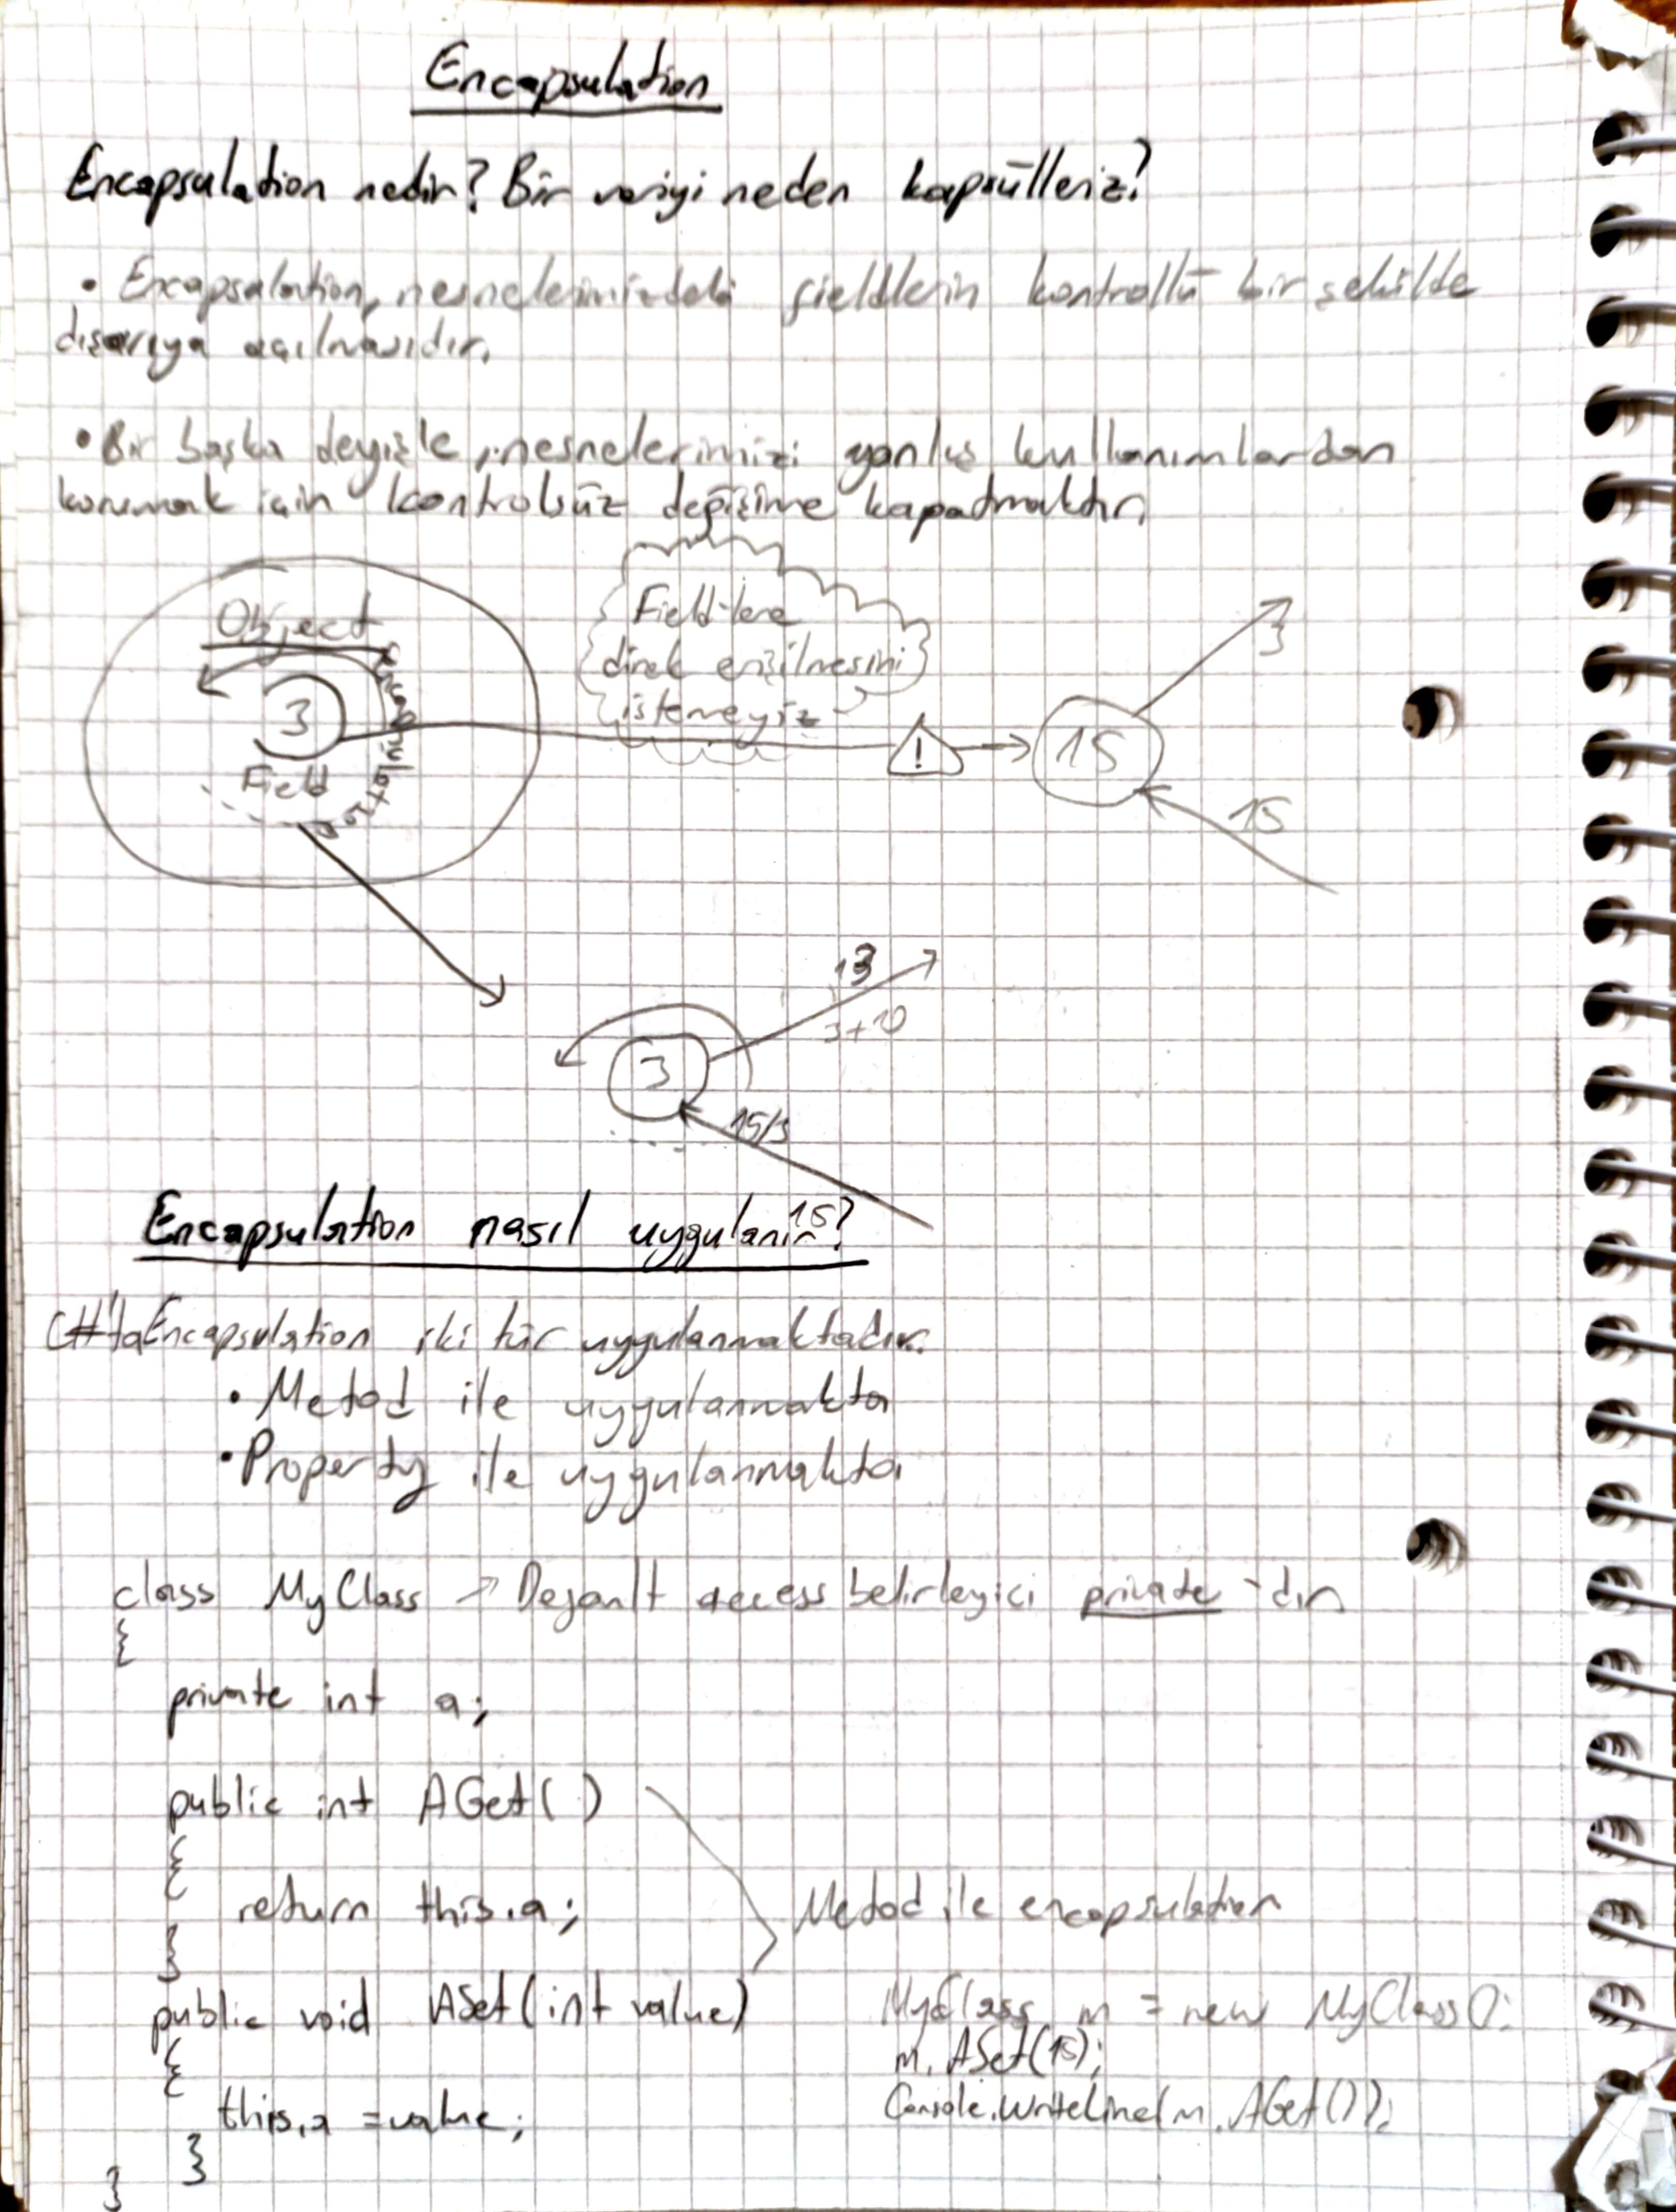 Encapsulation
Encapsulation nedir? Bir veriyi neden kapsülleriz?
• Encapsulation, nesnelerimizdeki fieldlerin kontrollü bir şekilde
dışarıya açılmasıdır.
• Bir başka deyişle, nesnelerimizi yanlış kullanımlardan
korumak için kontrolsüz değişime kapatmaktır.
Object
Encapsulation
3
Field
Field-lere
direk erişilmesini
istemeyiz
!
15
3
15
13
3+10
3
15/3
15
Encapsulation nasıl uygulanır?
C#'ta Encapsulation iki tür uygulanmaktadır.
• Metod ile uygulanmakta
• Property ile uygulanmakta
class MyClass → Default access belirleyici private-dır
{
private int a;
public int AGet()
{
return this.a;
}
Metod ile encapsulation
public void ASet(int value)
{
this.a = value;
}
}
MyClass m = new MyClass();
m.ASet(15);
Console.WriteLine(m.AGet());